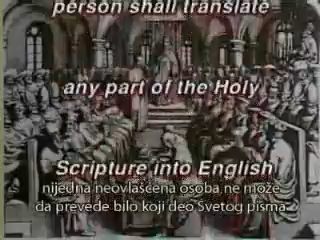 person shall translate
any part of the Holy
Scripture into English
nijedna neovlašćena osoba ne može
da prevede bilo koji deo Svetog pisma